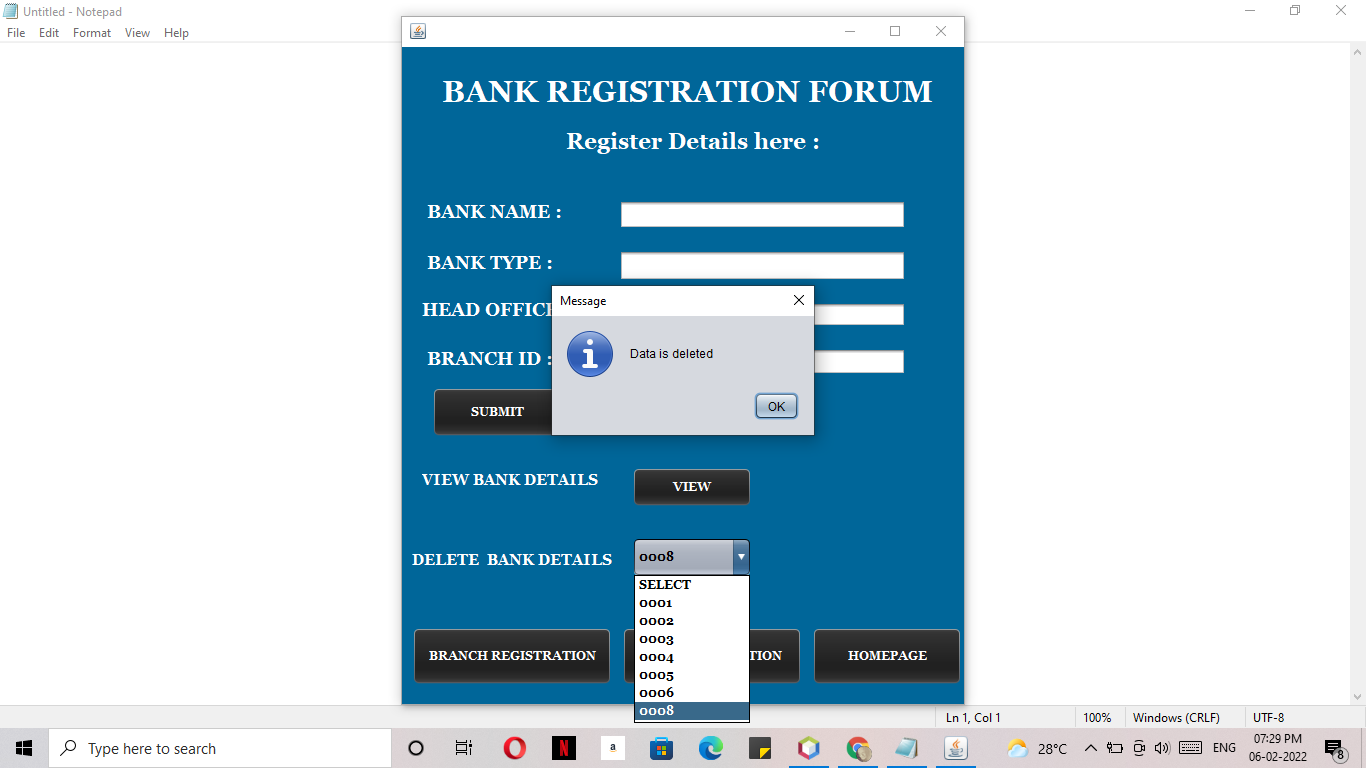 Untitled - Notepad
File Edit Format View Help
BANK REGISTRATION FORUM
Register Details here :
BANK NAME :
BANK TYPE :
HEAD OFFICE
BRANCH ID :
Message
Data is deleted
OK
SUBMIT
VIEW BANK DETAILS
VIEW
DELETE BANK DETAILS
0008
SELECT
0001
0002
0003
0004
0005
0006
0008
BRANCH REGISTRATION
TION
HOMEPAGE
Ln 1, Col 1
100%
Windows (CRLF)
UTF-8
Type here to search
N
a
28°C
ENG
07:29 PM
06-02-2022
8